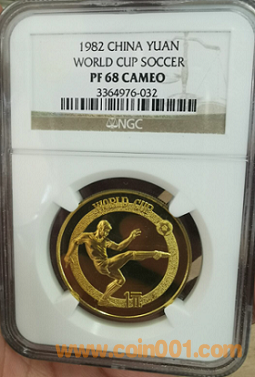 1982 CHINA YUAN
WORLD CUP SOCCER
PF 68 CAMEO
3364976-032
NGC
WORLD CUP
1元
www.coin001.com